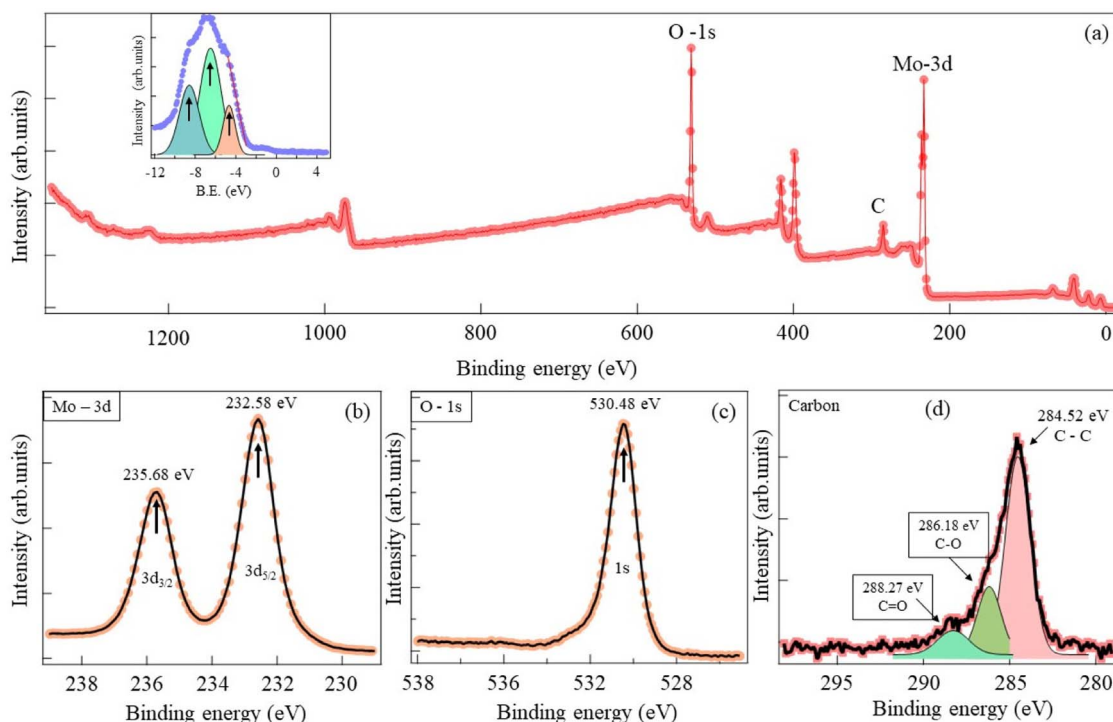 (a)
O -1s
Mo-3d
C
Intensity (arb.units)
1200
1000
800
600
400
200
0
Binding energy (eV)
Intensity (arb.units)
-12
-8
-4
0
4
B.E. (eV)
Mo – 3d
(b)
232.58 eV
235.68 eV
3d3/2
3d5/2
Intensity (arb.units)
238
236
234
232
230
Binding energy (eV)
O - 1s
530.48 eV
(c)
1s
Intensity (arb.units)
538
536
534
532
530
528
Binding energy (eV)
Carbon
(d)
284.52 eV
C - C
286.18 eV
C-O
288.27 eV
C=O
Intensity (arb.units)
295
290
285
280
Binding energy (eV)